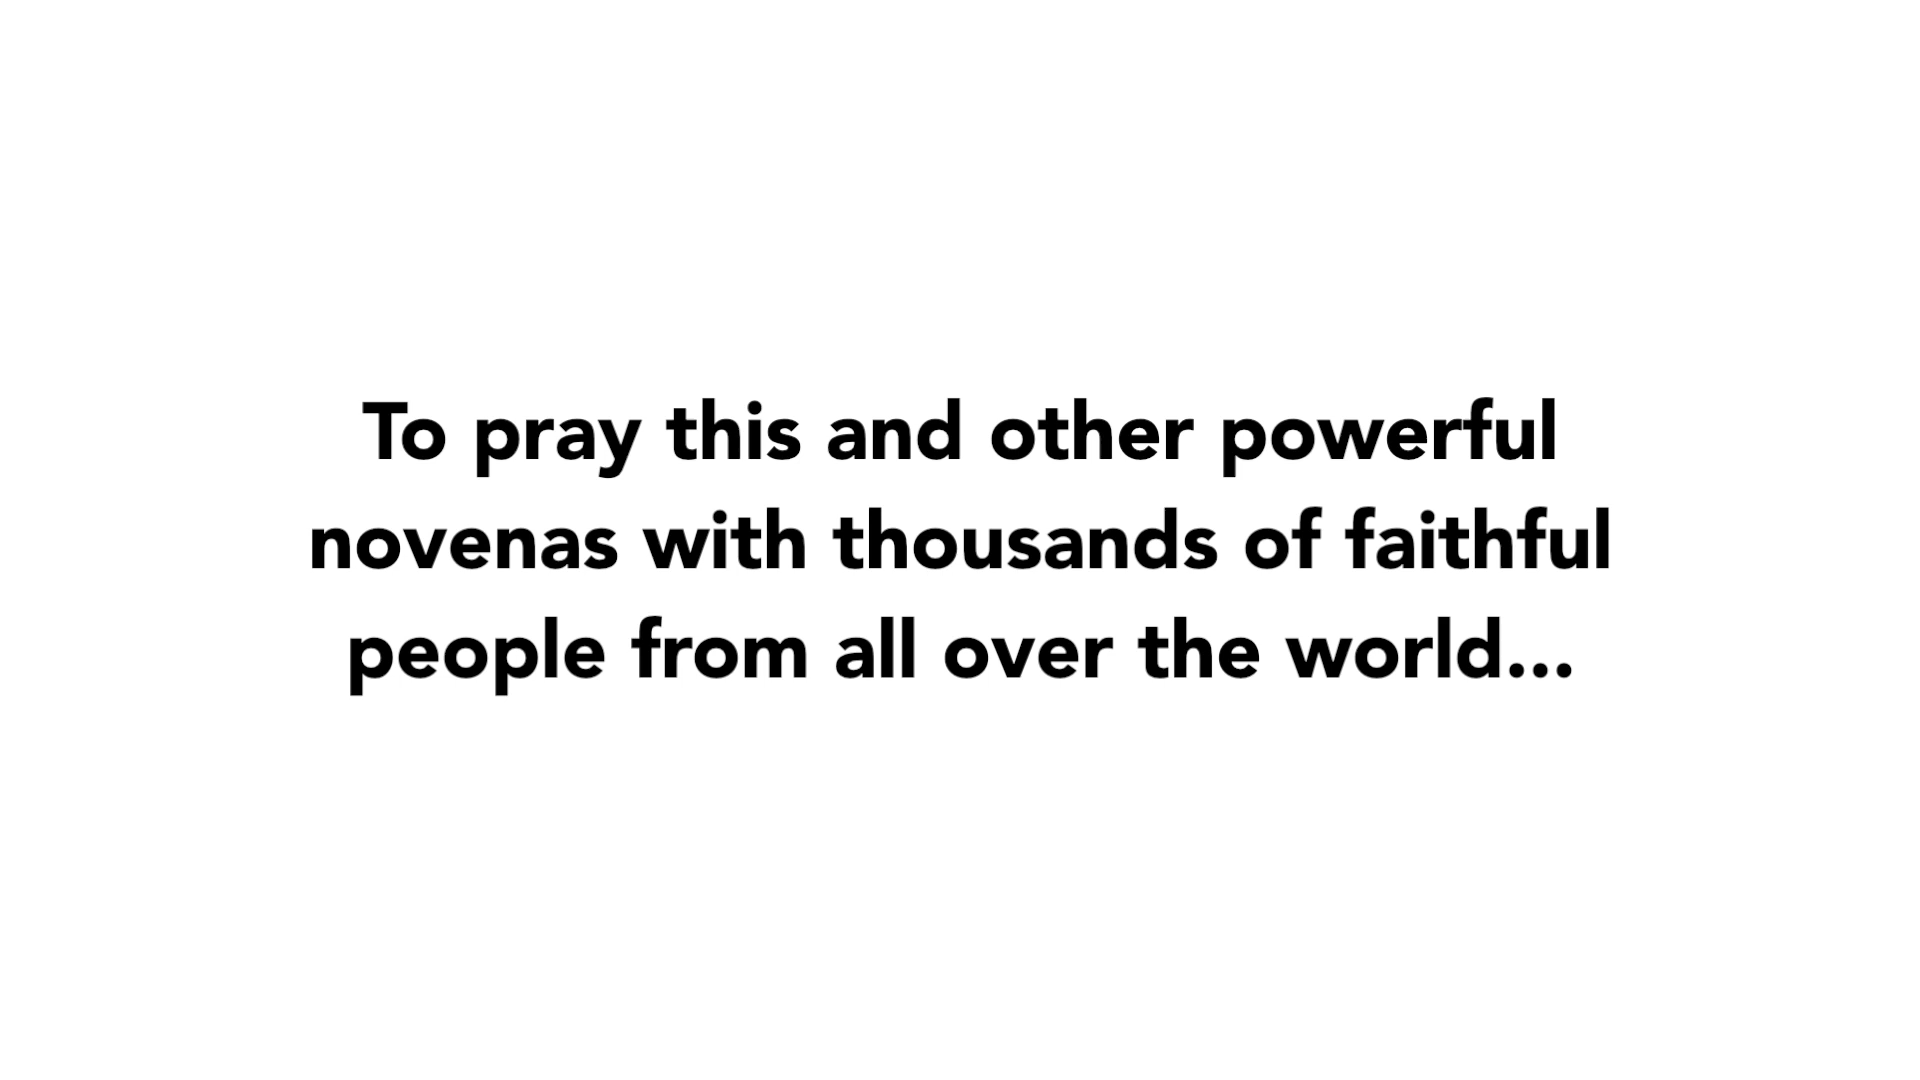 To pray this and other powerful
novenas with thousands of faithful
people from all over the world...